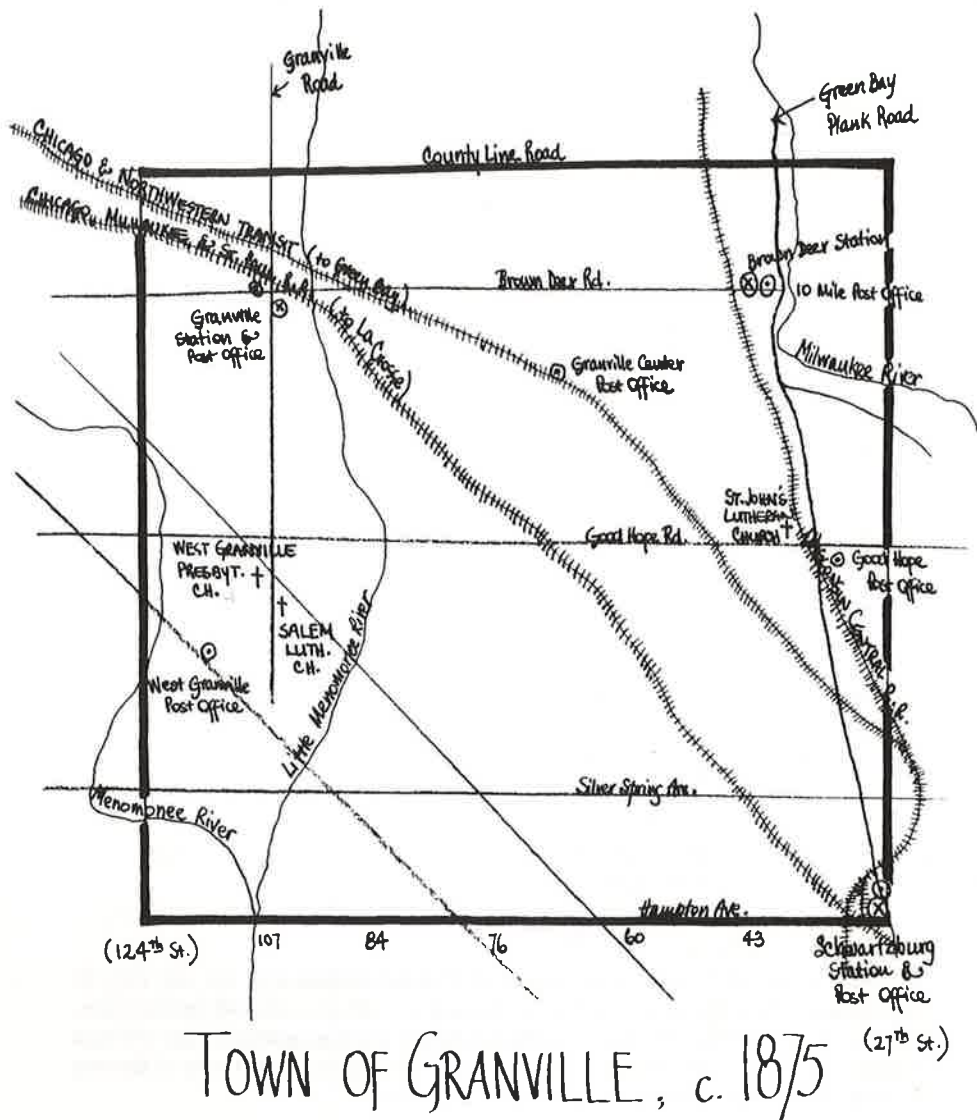 Granville
Road
Green Bay
Plank Road
County Line Road
CHICAGO & NORTHWESTERN TRANSIT (to Green Bay)
CHICAGO, MILWAUKEE, & ST. PAUL R.R. (to La Crosse)
Brown Deer Station
Brown Deer Rd.
10 Mile Post Office
Granville
Station &
Post Office
Milwaukee River
Granville Center
Post Office
ST. JOHN'S
LUTHERAN
CHURCH
Good Hope Rd.
Good Hope
Post Office
WEST GRANVILLE
PRESBYT.
CH.
SALEM
LUTH.
CH.
WISCONSIN CENTRAL R.R.
West Granville
Post Office
Little Menomonee River
Silver Spring Ave.
Menomonee River
Hampton Ave.
(124th St.)
107
84
76
60
43
Schwartzburg
Station &
Post Office
(27th St.)
TOWN OF GRANVILLE, c. 1875